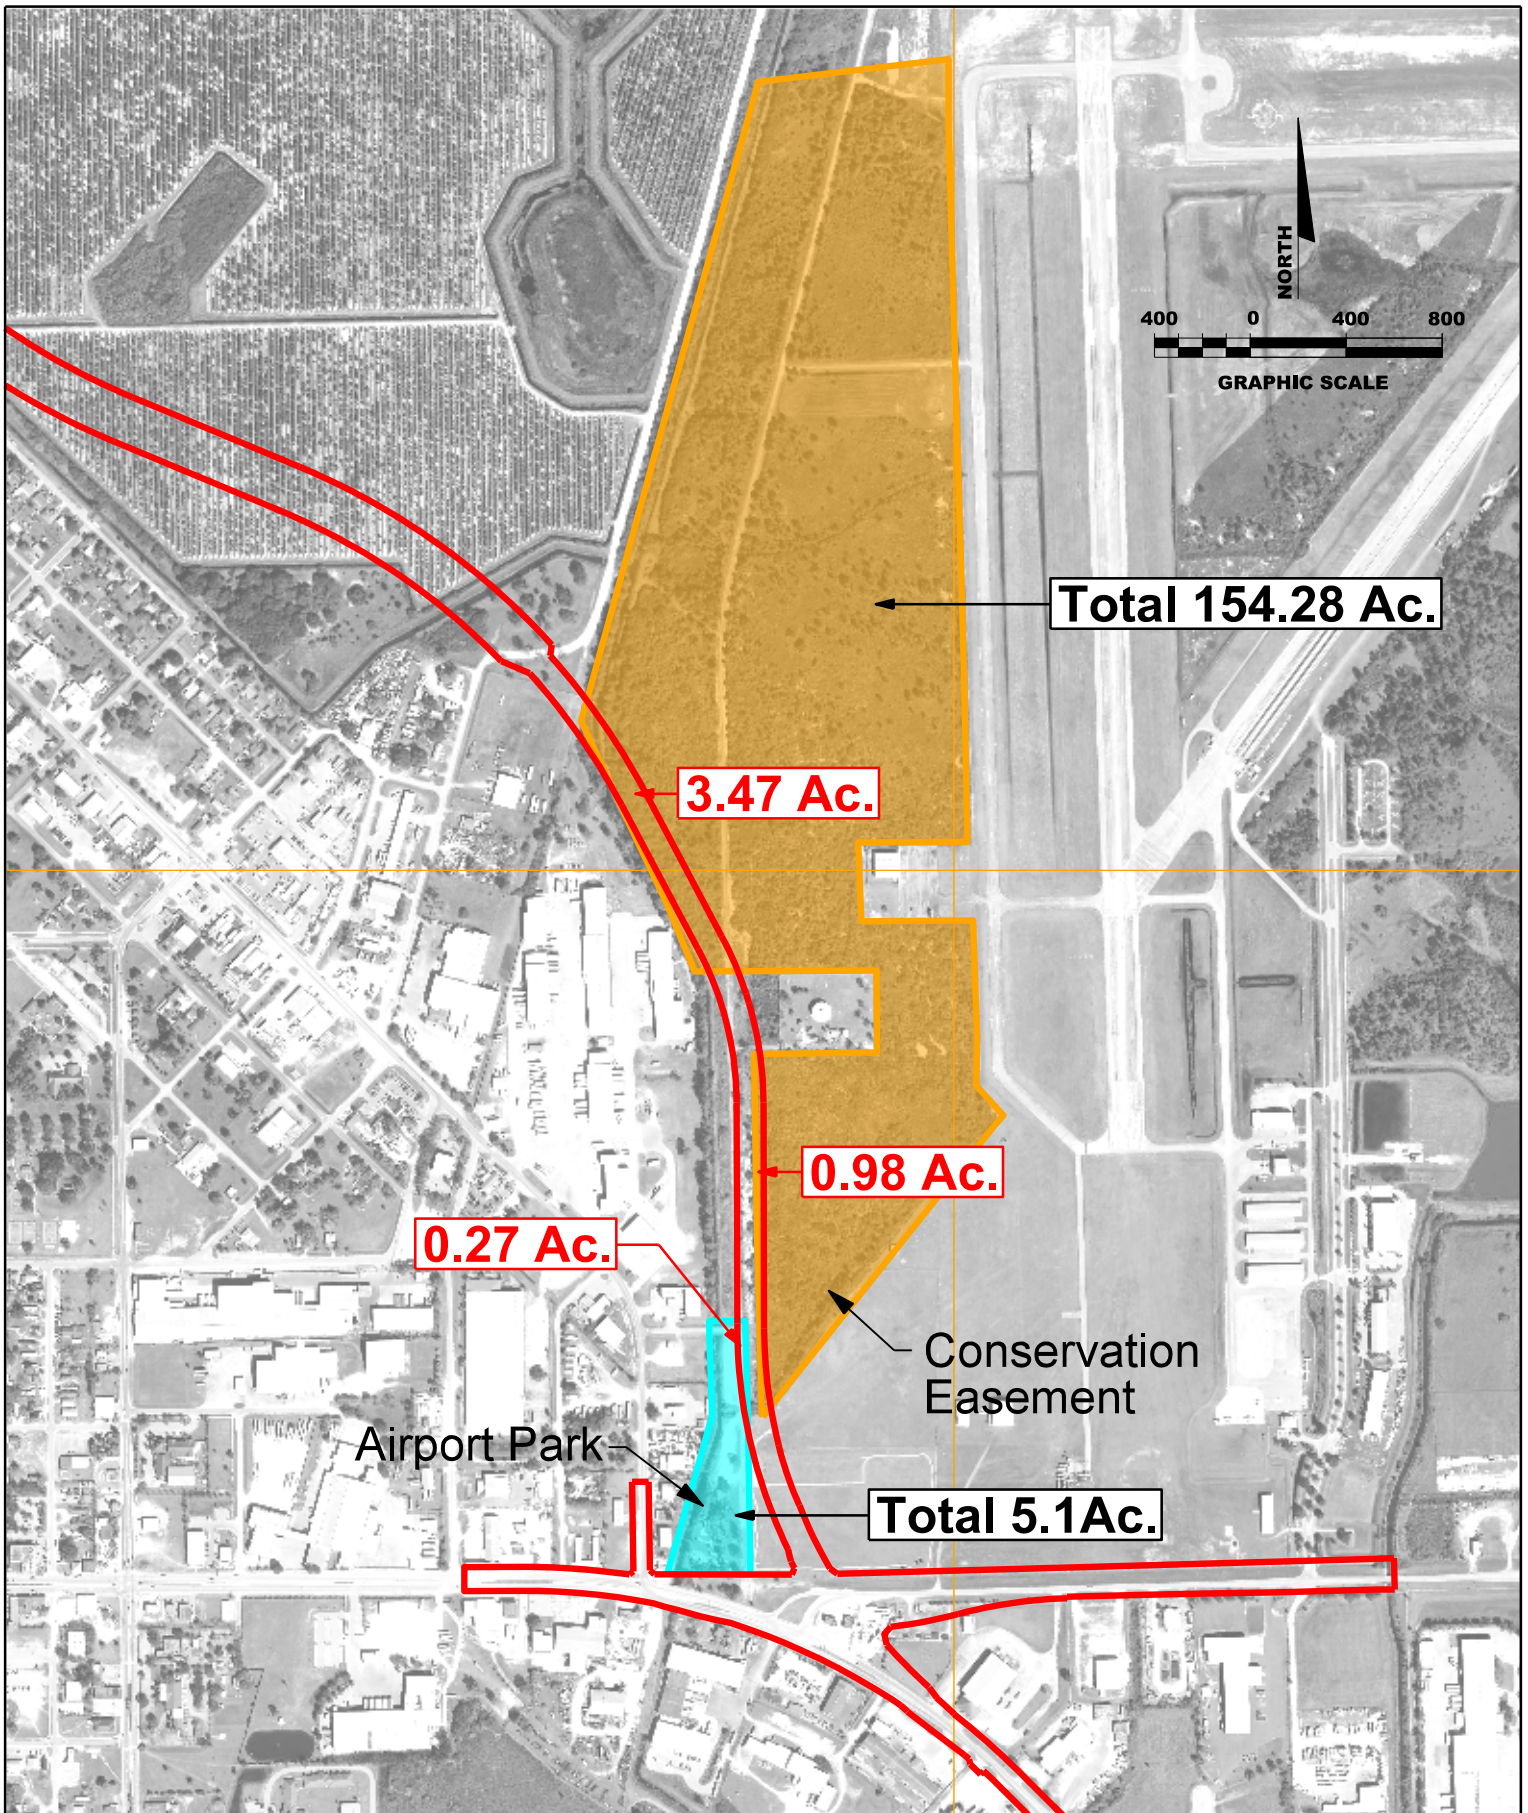 NORTH
400 0 400 800
GRAPHIC SCALE
Total 154.28 Ac.
3.47 Ac.
0.98 Ac.
0.27 Ac.
Conservation
Easement
Airport Park
Total 5.1Ac.